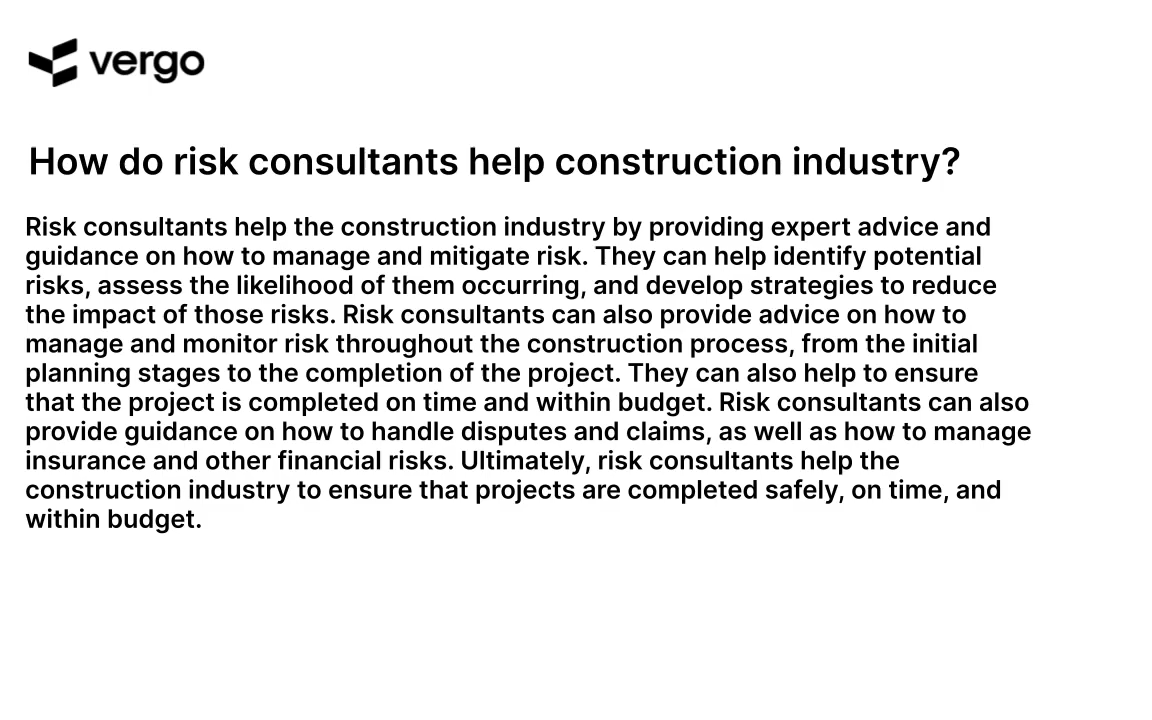 vergo
How do risk consultants help construction industry?
Risk consultants help the construction industry by providing expert advice and
guidance on how to manage and mitigate risk. They can help identify potential
risks, assess the likelihood of them occurring, and develop strategies to reduce
the impact of those risks. Risk consultants can also provide advice on how to
manage and monitor risk throughout the construction process, from the initial
planning stages to the completion of the project. They can also help to ensure
that the project is completed on time and within budget. Risk consultants can also
provide guidance on how to handle disputes and claims, as well as how to manage
insurance and other financial risks. Ultimately, risk consultants help the
construction industry to ensure that projects are completed safely, on time, and
within budget.